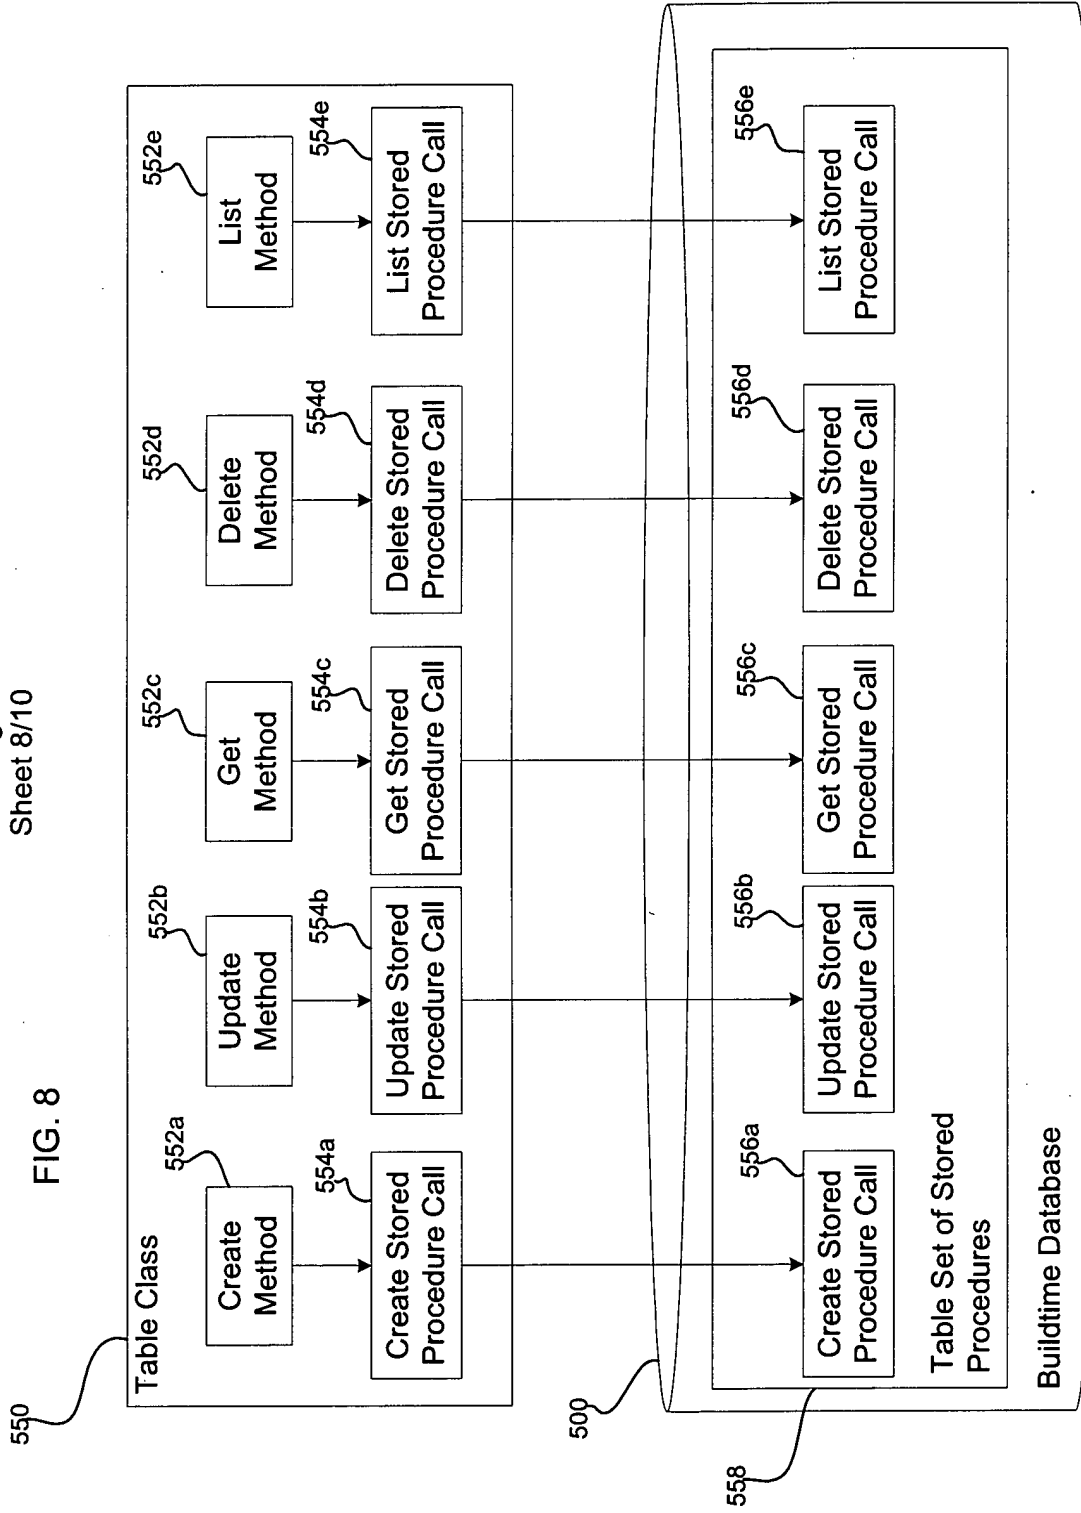 Sheet 8/10
FIG. 8
550
Table Class
552a
Create
Method
552b
Update
Method
552c
Get
Method
552d
Delete
Method
552e
List
Method
554a
Create Stored
Procedure Call
554b
Update Stored
Procedure Call
554c
Get Stored
Procedure Call
554d
Delete Stored
Procedure Call
554e
List Stored
Procedure Call
500
558
556a
Create Stored
Procedure Call
556b
Update Stored
Procedure Call
556c
Get Stored
Procedure Call
556d
Delete Stored
Procedure Call
556e
List Stored
Procedure Call
Table Set of Stored
Procedures
Buildtime Database